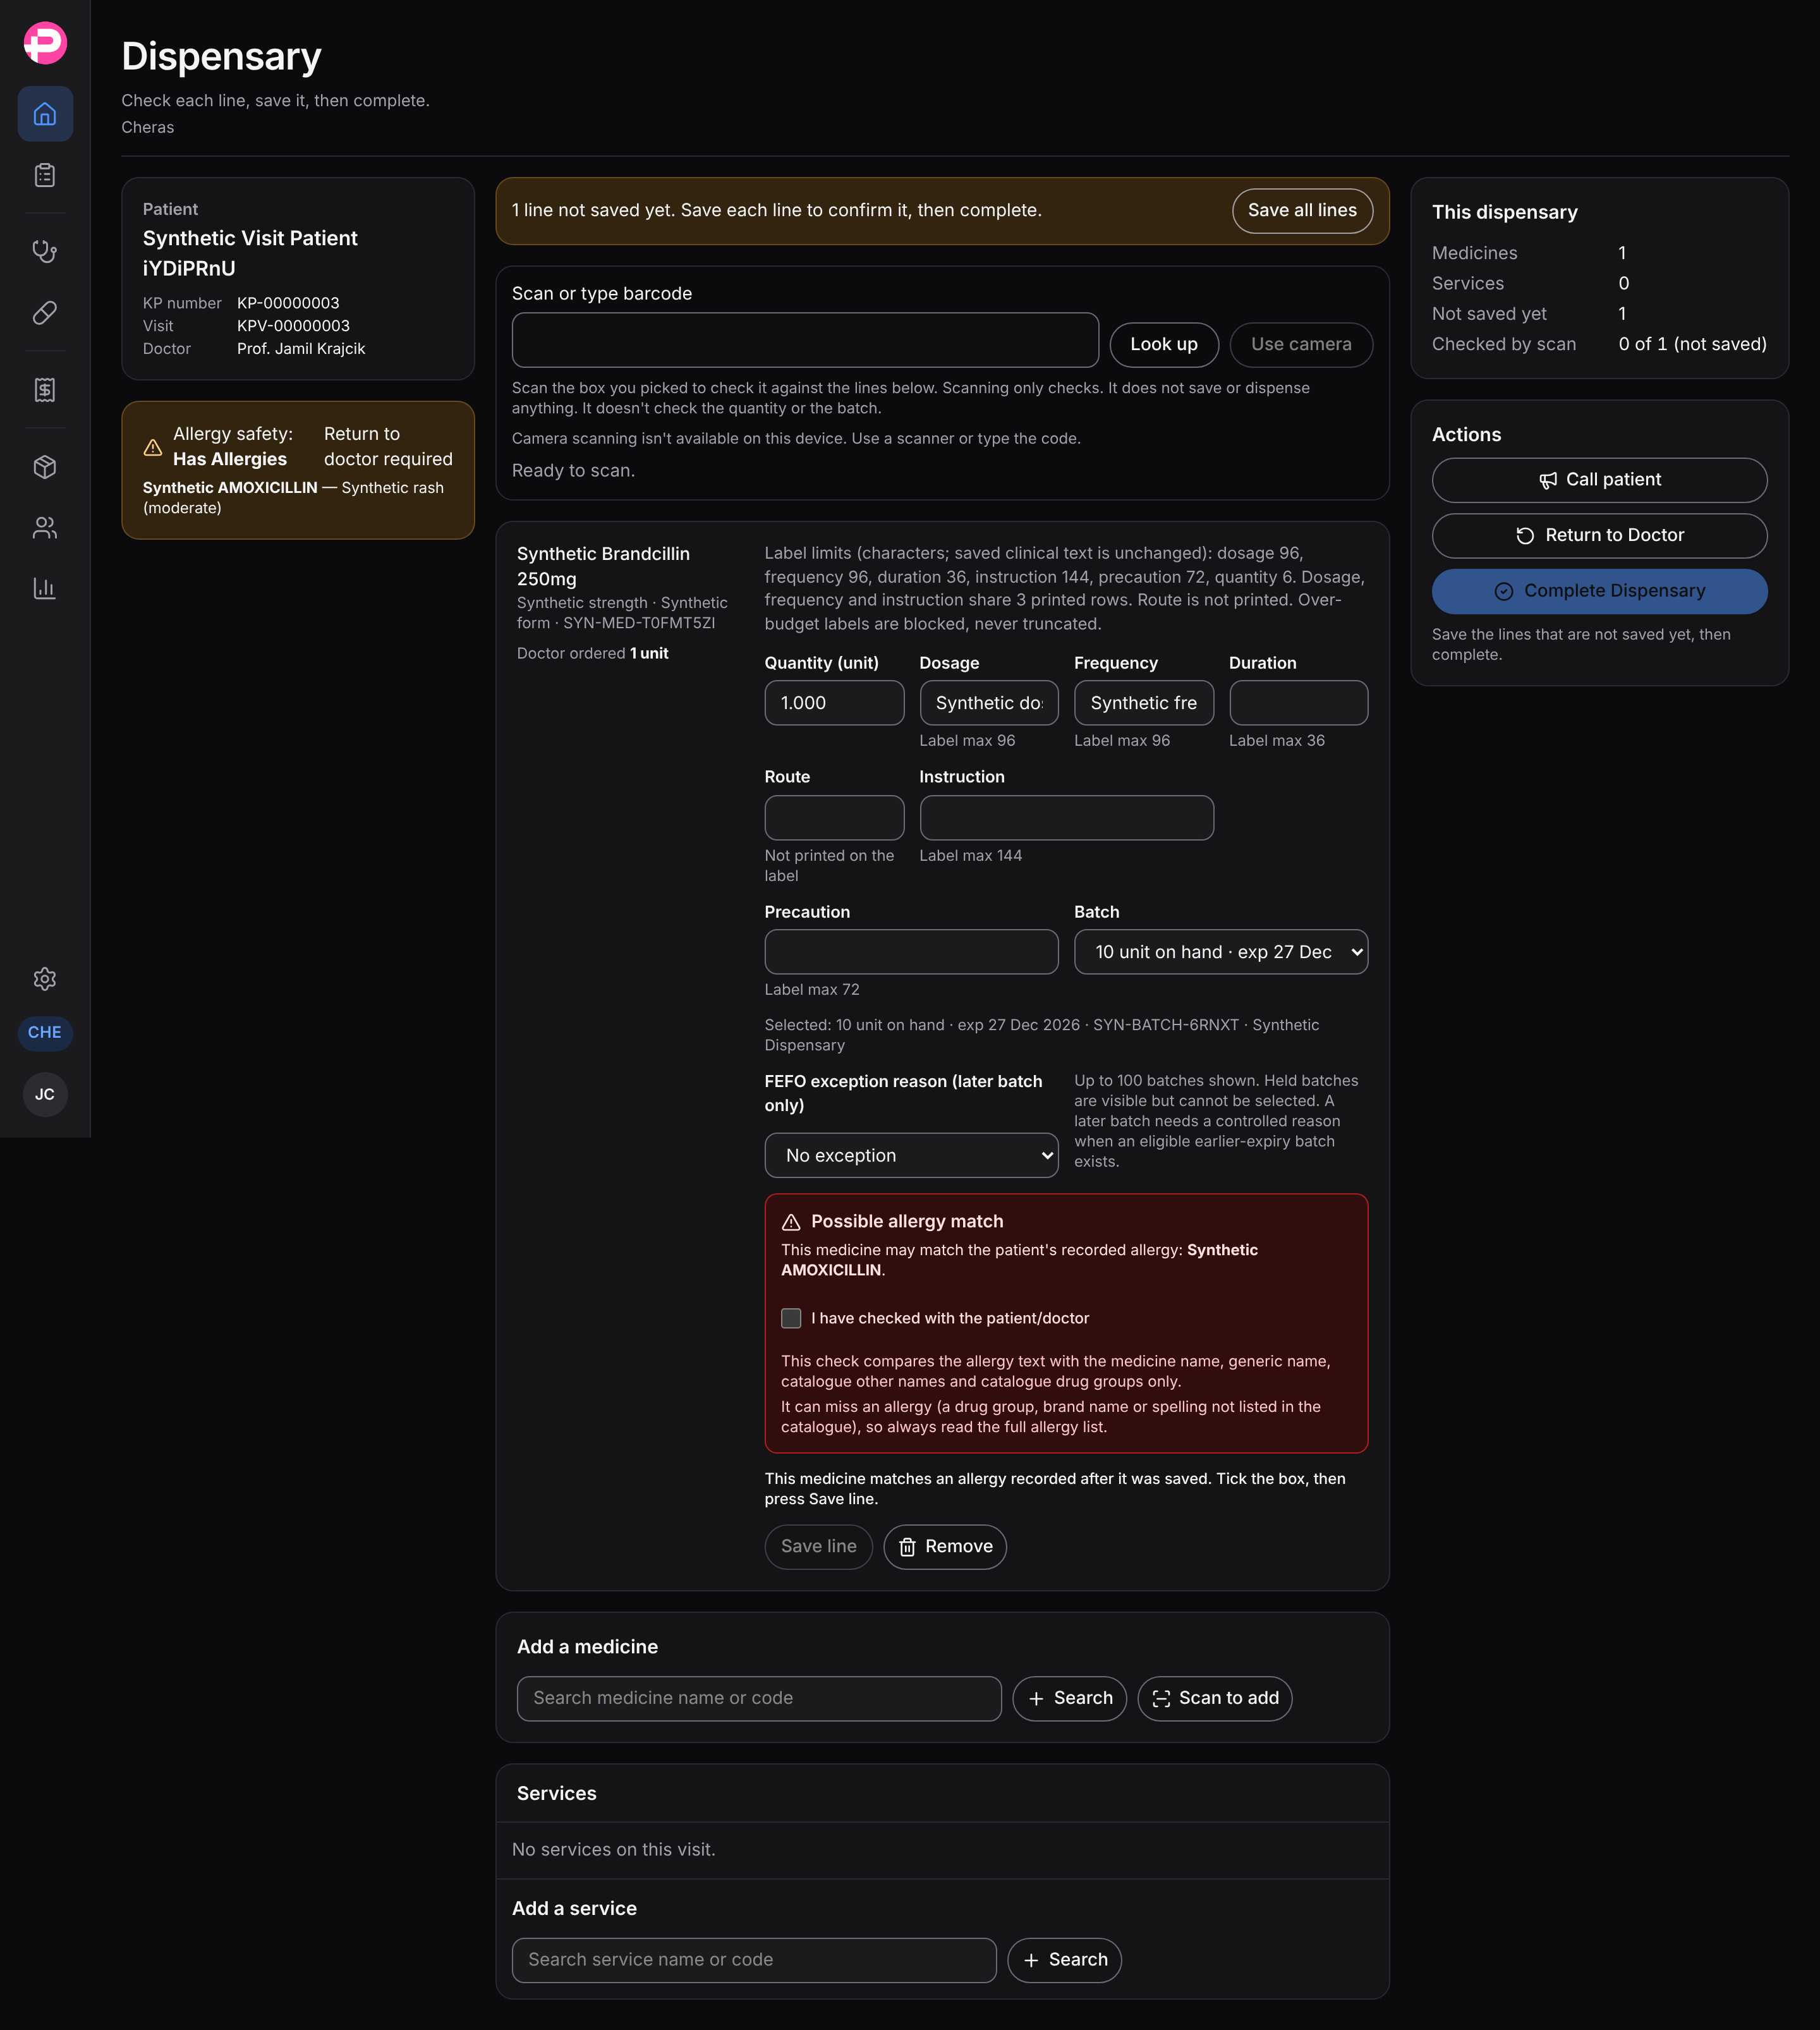 Dispensary
Check each line, save it, then complete.
Cheras
CHE
JC
Patient
Synthetic Visit Patient
iYDiPRnU
KP number KP-00000003
Visit KPV-00000003
Doctor Prof. Jamil Krajcik
Allergy safety: Has Allergies
Return to doctor required
Synthetic AMOXICILLIN — Synthetic rash
(moderate)
1 line not saved yet. Save each line to confirm it, then complete.
Save all lines
Scan or type barcode
Look up
Use camera
Scan the box you picked to check it against the lines below. Scanning only checks. It does not save or dispense
anything. It doesn't check the quantity or the batch.
Camera scanning isn't available on this device. Use a scanner or type the code.
Ready to scan.
Synthetic Brandcillin
250mg
Synthetic strength · Synthetic
form · SYN-MED-T0FMT5ZI
Doctor ordered 1 unit
Label limits (characters; saved clinical text is unchanged): dosage 96,
frequency 96, duration 36, instruction 144, precaution 72, quantity 6. Dosage,
frequency and instruction share 3 printed rows. Route is not printed. Over-
budget labels are blocked, never truncated.
Quantity (unit) Dosage Frequency Duration
1.000 Synthetic do Synthetic fre
Label max 96 Label max 96 Label max 36
Route Instruction
Not printed on the
label
Label max 144
Precaution Batch
10 unit on hand · exp 27 Dec
Label max 72
Selected: 10 unit on hand · exp 27 Dec 2026 · SYN-BATCH-6RNXT · Synthetic
Dispensary
FEFO exception reason (later batch
only)
No exception
Up to 100 batches shown. Held batches
are visible but cannot be selected. A
later batch needs a controlled reason
when an eligible earlier-expiry batch
exists.
Possible allergy match
This medicine may match the patient's recorded allergy: Synthetic
AMOXICILLIN.
I have checked with the patient/doctor
This check compares the allergy text with the medicine name, generic name,
catalogue other names and catalogue drug groups only.
It can miss an allergy (a drug group, brand name or spelling not listed in the
catalogue), so always read the full allergy list.
This medicine matches an allergy recorded after it was saved. Tick the box, then
press Save line.
Save line
Remove
Add a medicine
Search medicine name or code
Search
Scan to add
Services
No services on this visit.
Add a service
Search service name or code
Search
This dispensary
Medicines 1
Services 0
Not saved yet 1
Checked by scan 0 of 1 (not saved)
Actions
Call patient
Return to Doctor
Complete Dispensary
Save the lines that are not saved yet, then
complete.